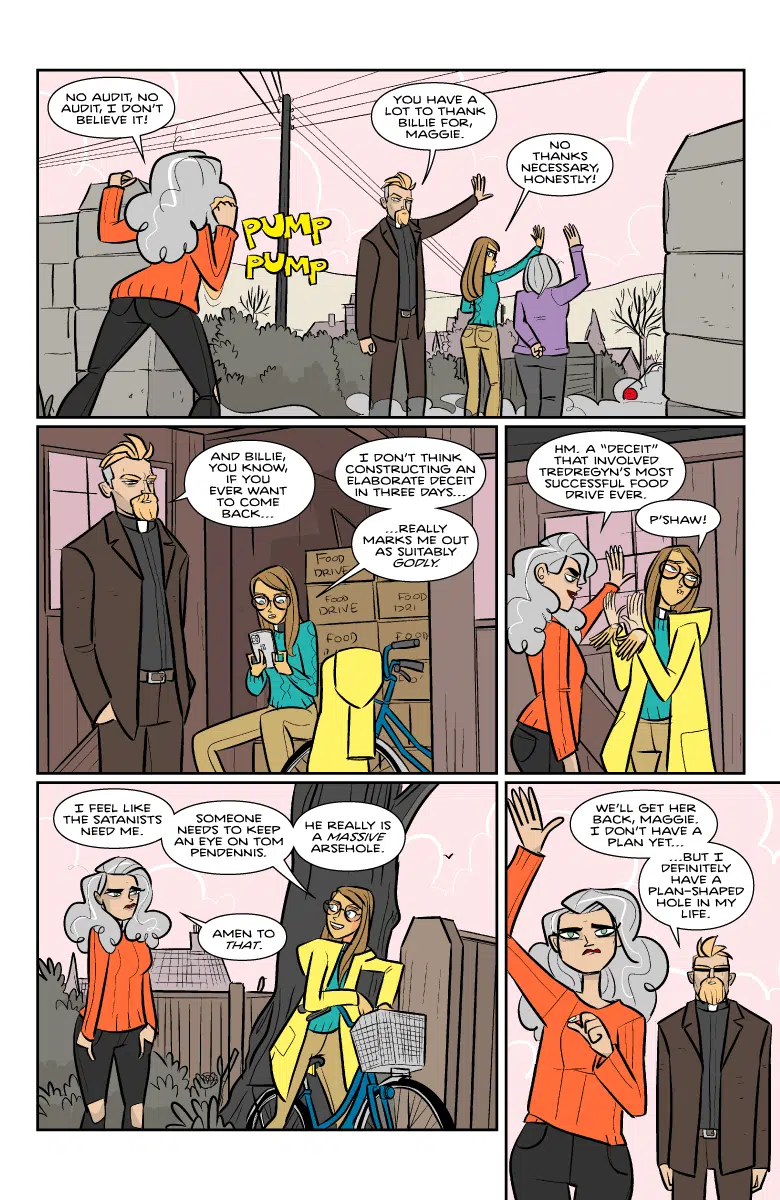 NO AUDIT, NO
AUDIT, I DON'T
BELIEVE IT!
YOU HAVE A
LOT TO THANK
BILLIE FOR,
MAGGIE.
NO
THANKS
NECESSARY,
HONESTLY!
PUMP
PUMP
AND BILLIE,
YOU KNOW,
IF YOU
EVER WANT
TO COME
BACK...
I DON'T THINK
CONSTRUCTING AN
ELABORATE DECEIT
IN THREE DAYS...
...REALLY
MARKS ME OUT
AS SUITABLY
GODLY.
FOOD
DRIVE
FOOD
DRIVE
FOOD
DRI
FOOD
FOOD
HM. A "DECEIT"
THAT INVOLVED
TREDREGYN'S MOST
SUCCESSFUL FOOD
DRIVE EVER.
P'SHAW!
I FEEL LIKE
THE SATANISTS
NEED ME.
SOMEONE
NEEDS TO KEEP
AN EYE ON TOM
PENDENNIS.
HE REALLY IS
A MASSIVE
ARSEHOLE.
AMEN TO
THAT.
WE'LL GET HER
BACK, MAGGIE.
I DON'T HAVE A
PLAN YET...
...BUT I
DEFINITELY
HAVE A
PLAN-SHAPED
HOLE IN MY
LIFE.